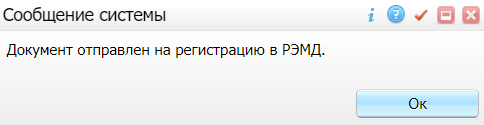 Сообщение системы
Документ отправлен на регистрацию в РЭМД.
Ок